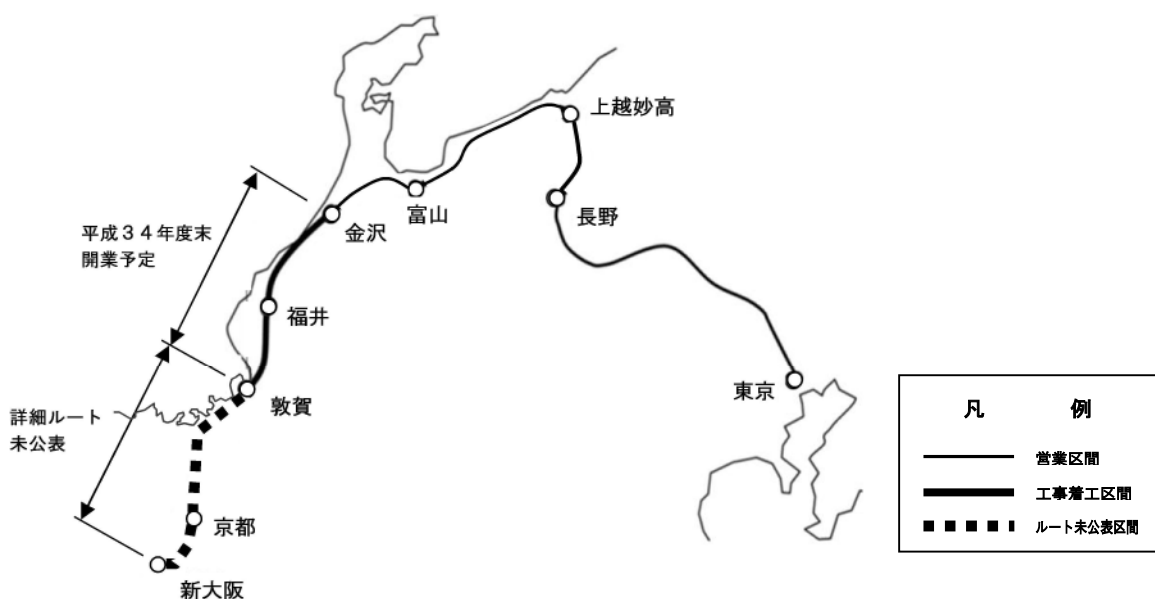 上越妙高
富山
長野
金沢
平成34年度末
開業予定
福井
東京
敦賀
詳細ルート
未公表
京都
新大阪
凡 例
営業区間
工事着工区間
ルート未公表区間